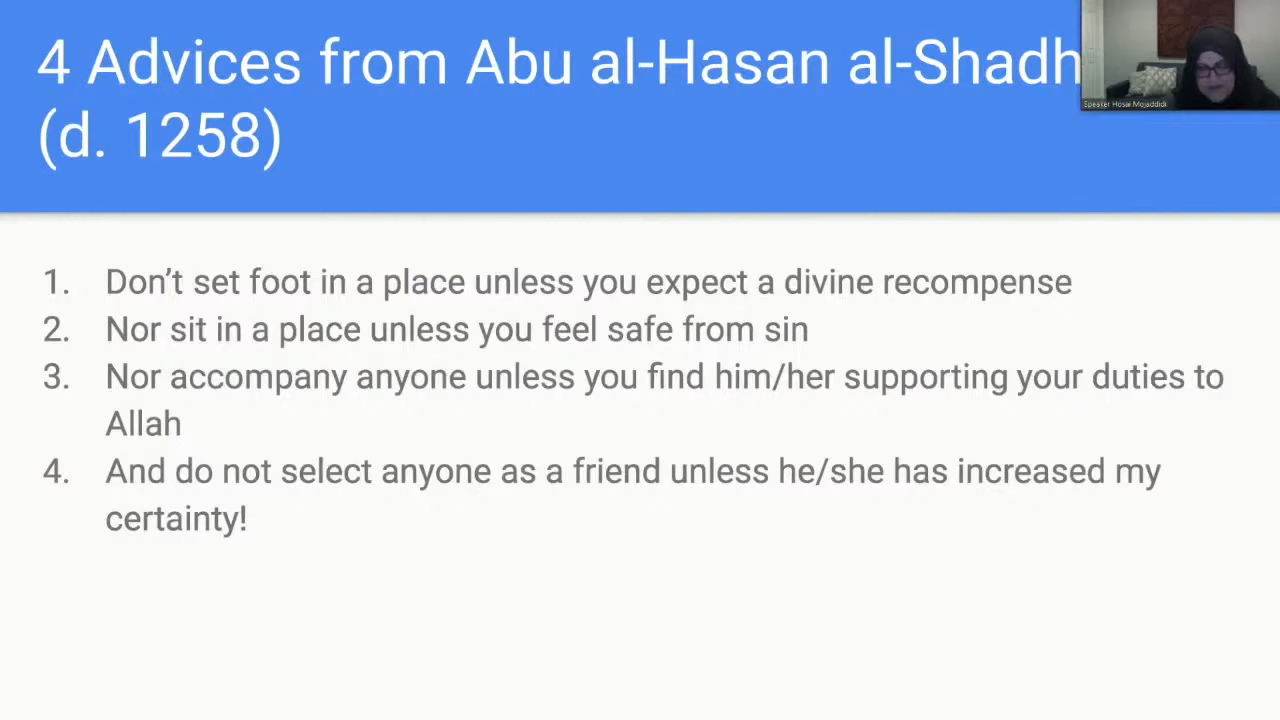 4 Advices from Abu al-Hasan al-Shadh
(d. 1258)
Speaker Hosai Mojaddidi
1. Don’t set foot in a place unless you expect a divine recompense
2. Nor sit in a place unless you feel safe from sin
3. Nor accompany anyone unless you find him/her supporting your duties to
Allah
4. And do not select anyone as a friend unless he/she has increased my
certainty!